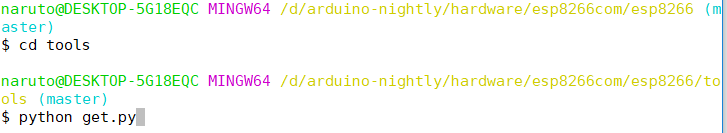 naruto@DESKTOP-5G18EQC MINGW64 /d/arduino-nightly/hardware/esp8266com/esp8266 (m
aster)
$ cd tools
naruto@DESKTOP-5G18EQC MINGW64 /d/arduino-nightly/hardware/esp8266com/esp8266/to
ols (master)
$ python get.py